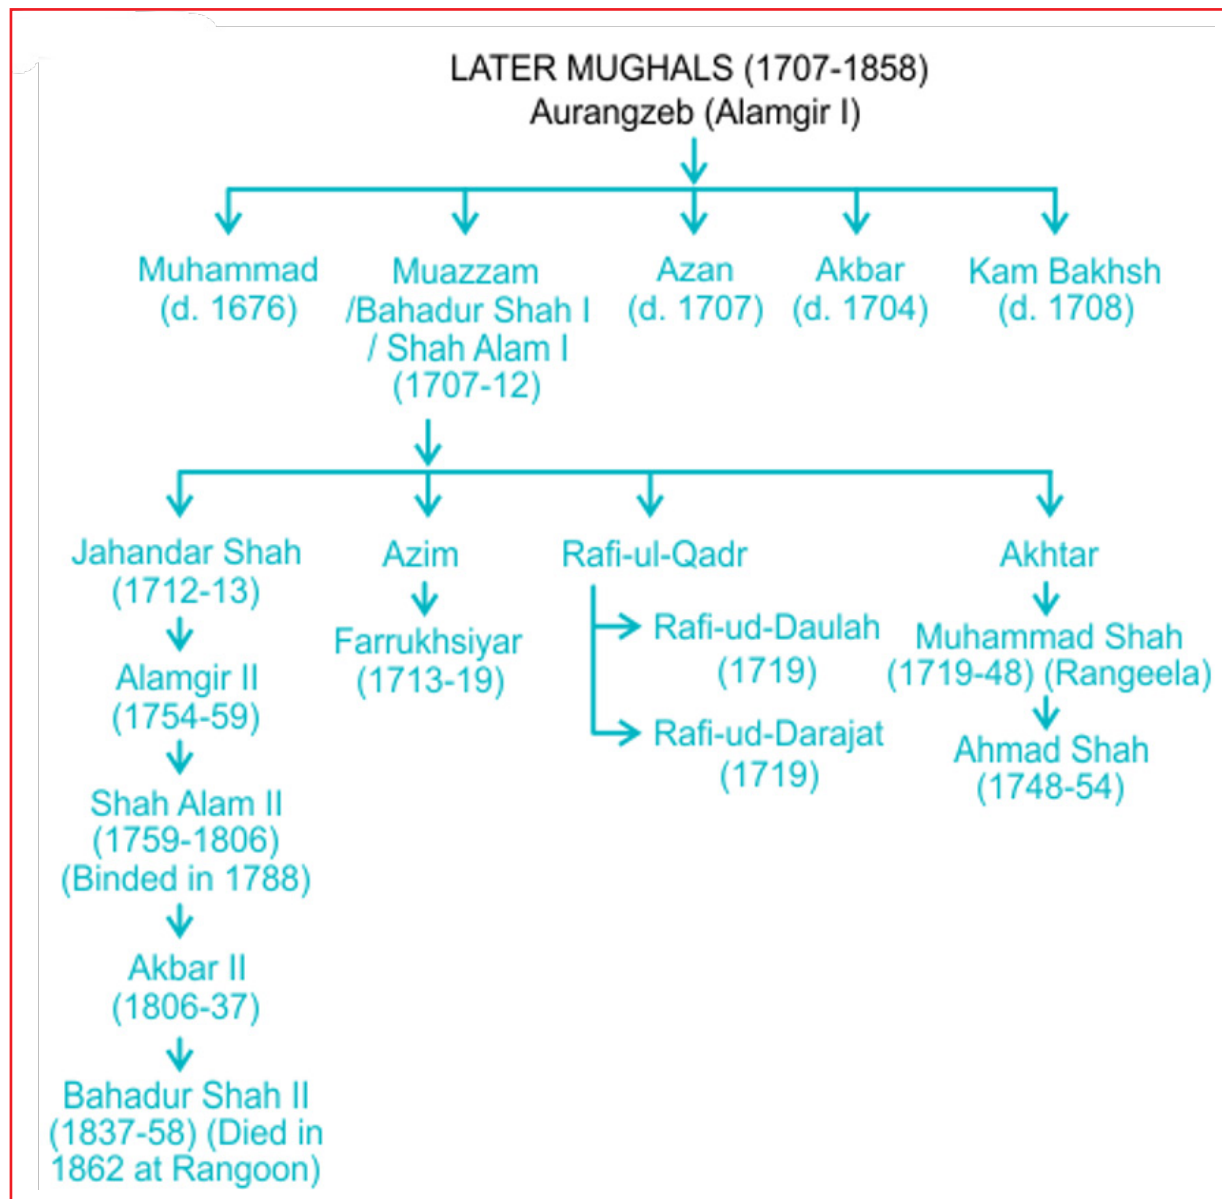 LATER MUGHALS (1707-1858)
Aurangzeb (Alamgir I)
Muhammad
(d. 1676)
Muazzam
/Bahadur Shah I
/ Shah Alam I
(1707-12)
Azan
(d. 1707)
Akbar
(d. 1704)
Kam Bakhsh
(d. 1708)
Jahandar Shah
(1712-13)
Alamgir II
(1754-59)
Shah Alam II
(1759-1806)
(Binded in 1788)
Akbar II
(1806-37)
Bahadur Shah II
(1837-58) (Died in
1862 at Rangoon)
Azim
Farrukhsiyar
(1713-19)
Rafi-ul-Qadr
Rafi-ud-Daulah
(1719)
Rafi-ud-Darajat
(1719)
Akhtar
Muhammad Shah
(1719-48) (Rangeela)
Ahmad Shah
(1748-54)